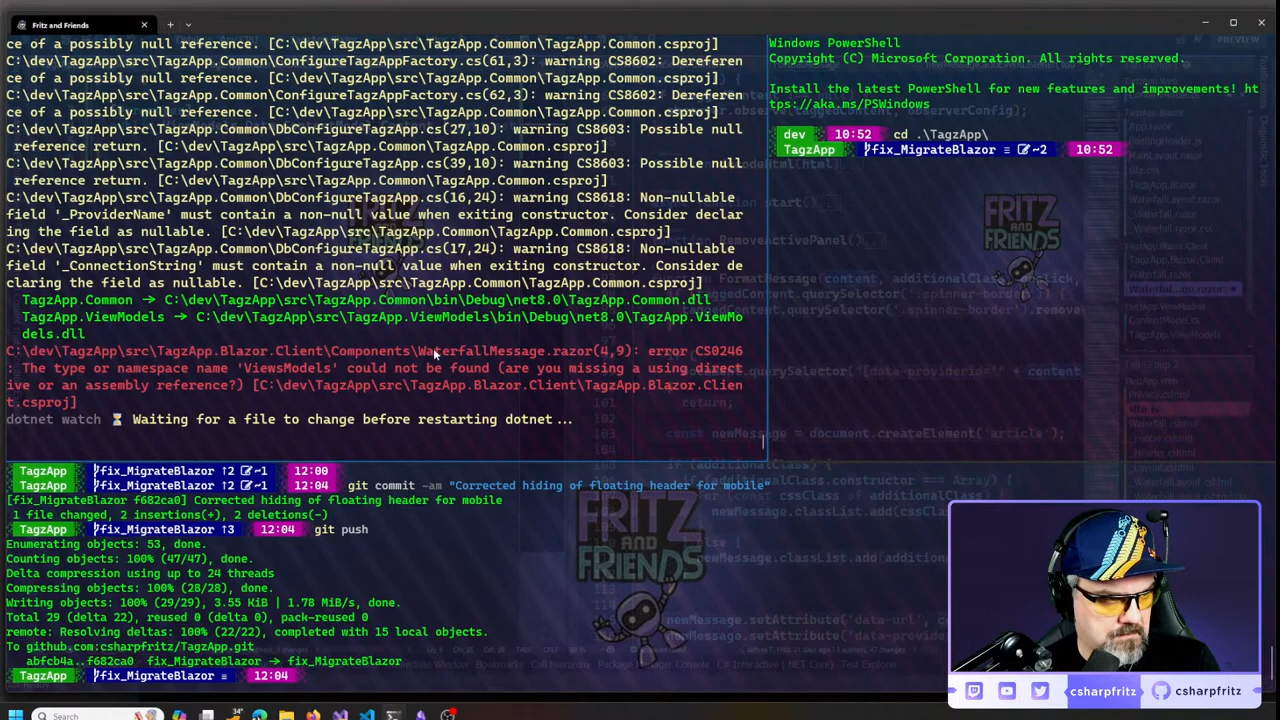 Fritz and Friends
ce of a possibly null reference. [C:\dev\TagzApp\src\TagzApp.Common\TagzApp.Common.csproj]
C:\dev\TagzApp\src\TagzApp.Common\ConfigureTagzAppFactory.cs(61,3): warning CS8602: Dereferen
ce of a possibly null reference. [C:\dev\TagzApp\src\TagzApp.Common\TagzApp.Common.csproj]
C:\dev\TagzApp\src\TagzApp.Common\ConfigureTagzAppFactory.cs(62,3): warning CS8602: Dereferen
ce of a possibly null reference. [C:\dev\TagzApp\src\TagzApp.Common\TagzApp.Common.csproj]
C:\dev\TagzApp\src\TagzApp.Common\DbConfigureTagzApp.cs(27,10): warning CS8603: Possible null
 reference return. [C:\dev\TagzApp\src\TagzApp.Common\TagzApp.Common.csproj]
C:\dev\TagzApp\src\TagzApp.Common\DbConfigureTagzApp.cs(39,10): warning CS8603: Possible null
 reference return. [C:\dev\TagzApp\src\TagzApp.Common\TagzApp.Common.csproj]
C:\dev\TagzApp\src\TagzApp.Common\DbConfigureTagzApp.cs(16,24): warning CS8618: Non-nullable
field '_ProviderName' must contain a non-null value when exiting constructor. Consider declar
ing the field as nullable. [C:\dev\TagzApp\src\TagzApp.Common\TagzApp.Common.csproj]
C:\dev\TagzApp\src\TagzApp.Common\DbConfigureTagzApp.cs(17,24): warning CS8618: Non-nullable
field '_ConnectionString' must contain a non-null value when exiting constructor. Consider de
claring the field as nullable. [C:\dev\TagzApp\src\TagzApp.Common\TagzApp.Common.csproj]
TagzApp.Common → C:\dev\TagzApp\src\TagzApp.Common\bin\Debug\net8.0\TagzApp.Common.dll
TagzApp.ViewModels → C:\dev\TagzApp\src\TagzApp.ViewModels\bin\Debug\net8.0\TagzApp.ViewMo
dels.dll
C:\dev\TagzApp\src\TagzApp.Blazor.Client\Components\WaterfallMessage.razor(4,9): error CS0246
: The type or namespace name 'ViewsModels' could not be found (are you missing a using direct
ive or an assembly reference?) [C:\dev\TagzApp\src\TagzApp.Blazor.Client\TagzApp.Blazor.Clien
t.csproj]
dotnet watch ⌛ Waiting for a file to change before restarting dotnet...
TagzApp fix_MigrateBlazor ↑2 ~1 12:00
TagzApp fix_MigrateBlazor ↑2 ~1 12:04 git commit -am "Corrected hiding of floating header for mobile"
[fix_MigrateBlazor f682ca0] Corrected hiding of floating header for mobile
1 file changed, 2 insertions(+), 2 deletions(-)
TagzApp fix_MigrateBlazor ↑3 12:04 git push
Enumerating objects: 53, done.
Counting objects: 100% (47/47), done.
Delta compression using up to 24 threads
Compressing objects: 100% (28/28), done.
Writing objects: 100% (29/29), 3.55 KiB | 1.78 MiB/s, done.
Total 29 (delta 22), reused 0 (delta 0), pack-reused 0
remote: Resolving deltas: 100% (22/22), completed with 15 local objects.
To github.com:csharpfritz/TagzApp.git
abfcb4a..f682ca0 fix_MigrateBlazor → fix_MigrateBlazor
TagzApp fix_MigrateBlazor ≡ 12:04
Windows PowerShell
Copyright (C) Microsoft Corporation. All rights reserved.
Install the latest PowerShell for new features and improvements! ht
tps://aka.ms/PSWindows
dev 10:52 cd .\TagzApp\
TagzApp fix_MigrateBlazor ≡ ~2 10:52
FRITZ
AND
FRIENDS
FRITZ
AND
FRIENDS
FRITZ
AND
FRIENDS
csharpfritz
csharpfritz
Search
34°